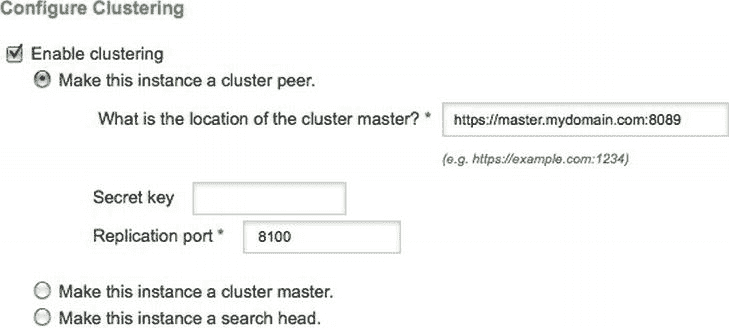 Configure Clustering
Enable clustering
Make this instance a cluster peer.
What is the location of the cluster master? * https://master.mydomain.com:8089
(e.g. https://example.com:1234)
Secret key
Replication port * 8100
Make this instance a cluster master.
Make this instance a search head.